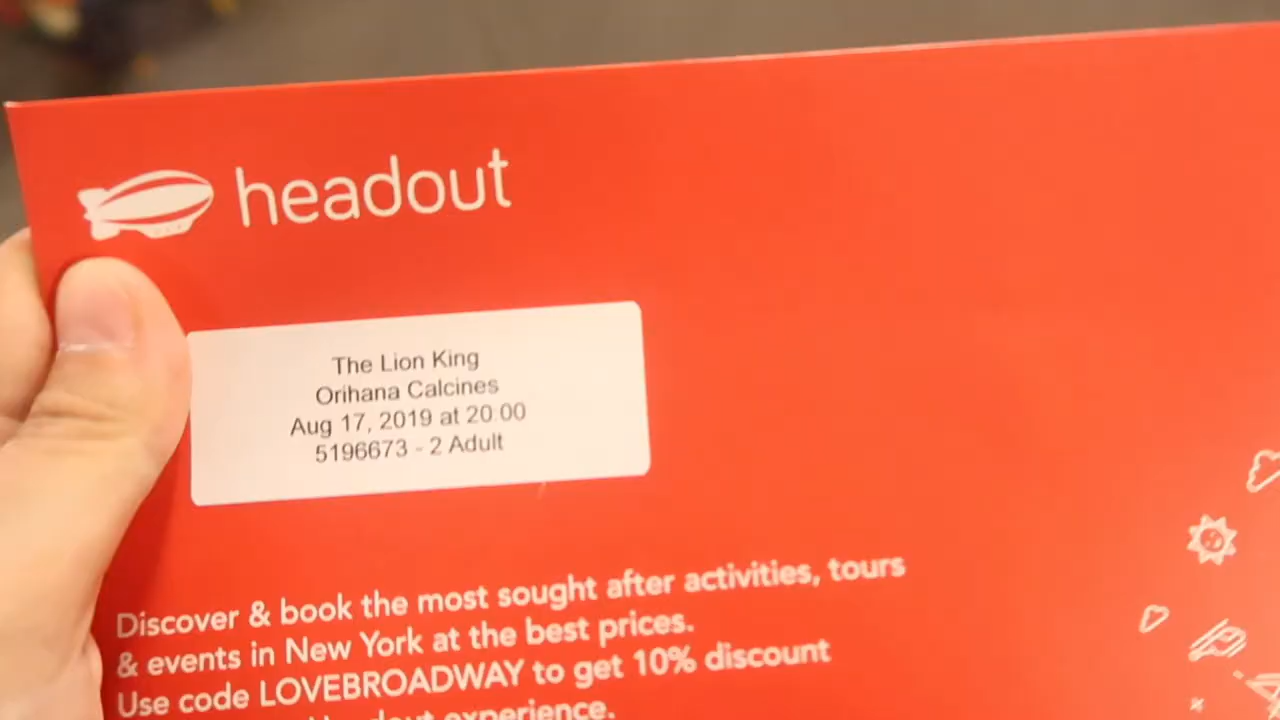 headout
The Lion King
Orihana Calcines
Aug 17, 2019 at 20:00
5196673 - 2 Adult
Discover & book the most sought after activities, tours
& events in New York at the best prices.
Use code LOVEBROADWAY to get 10% discount
experience.